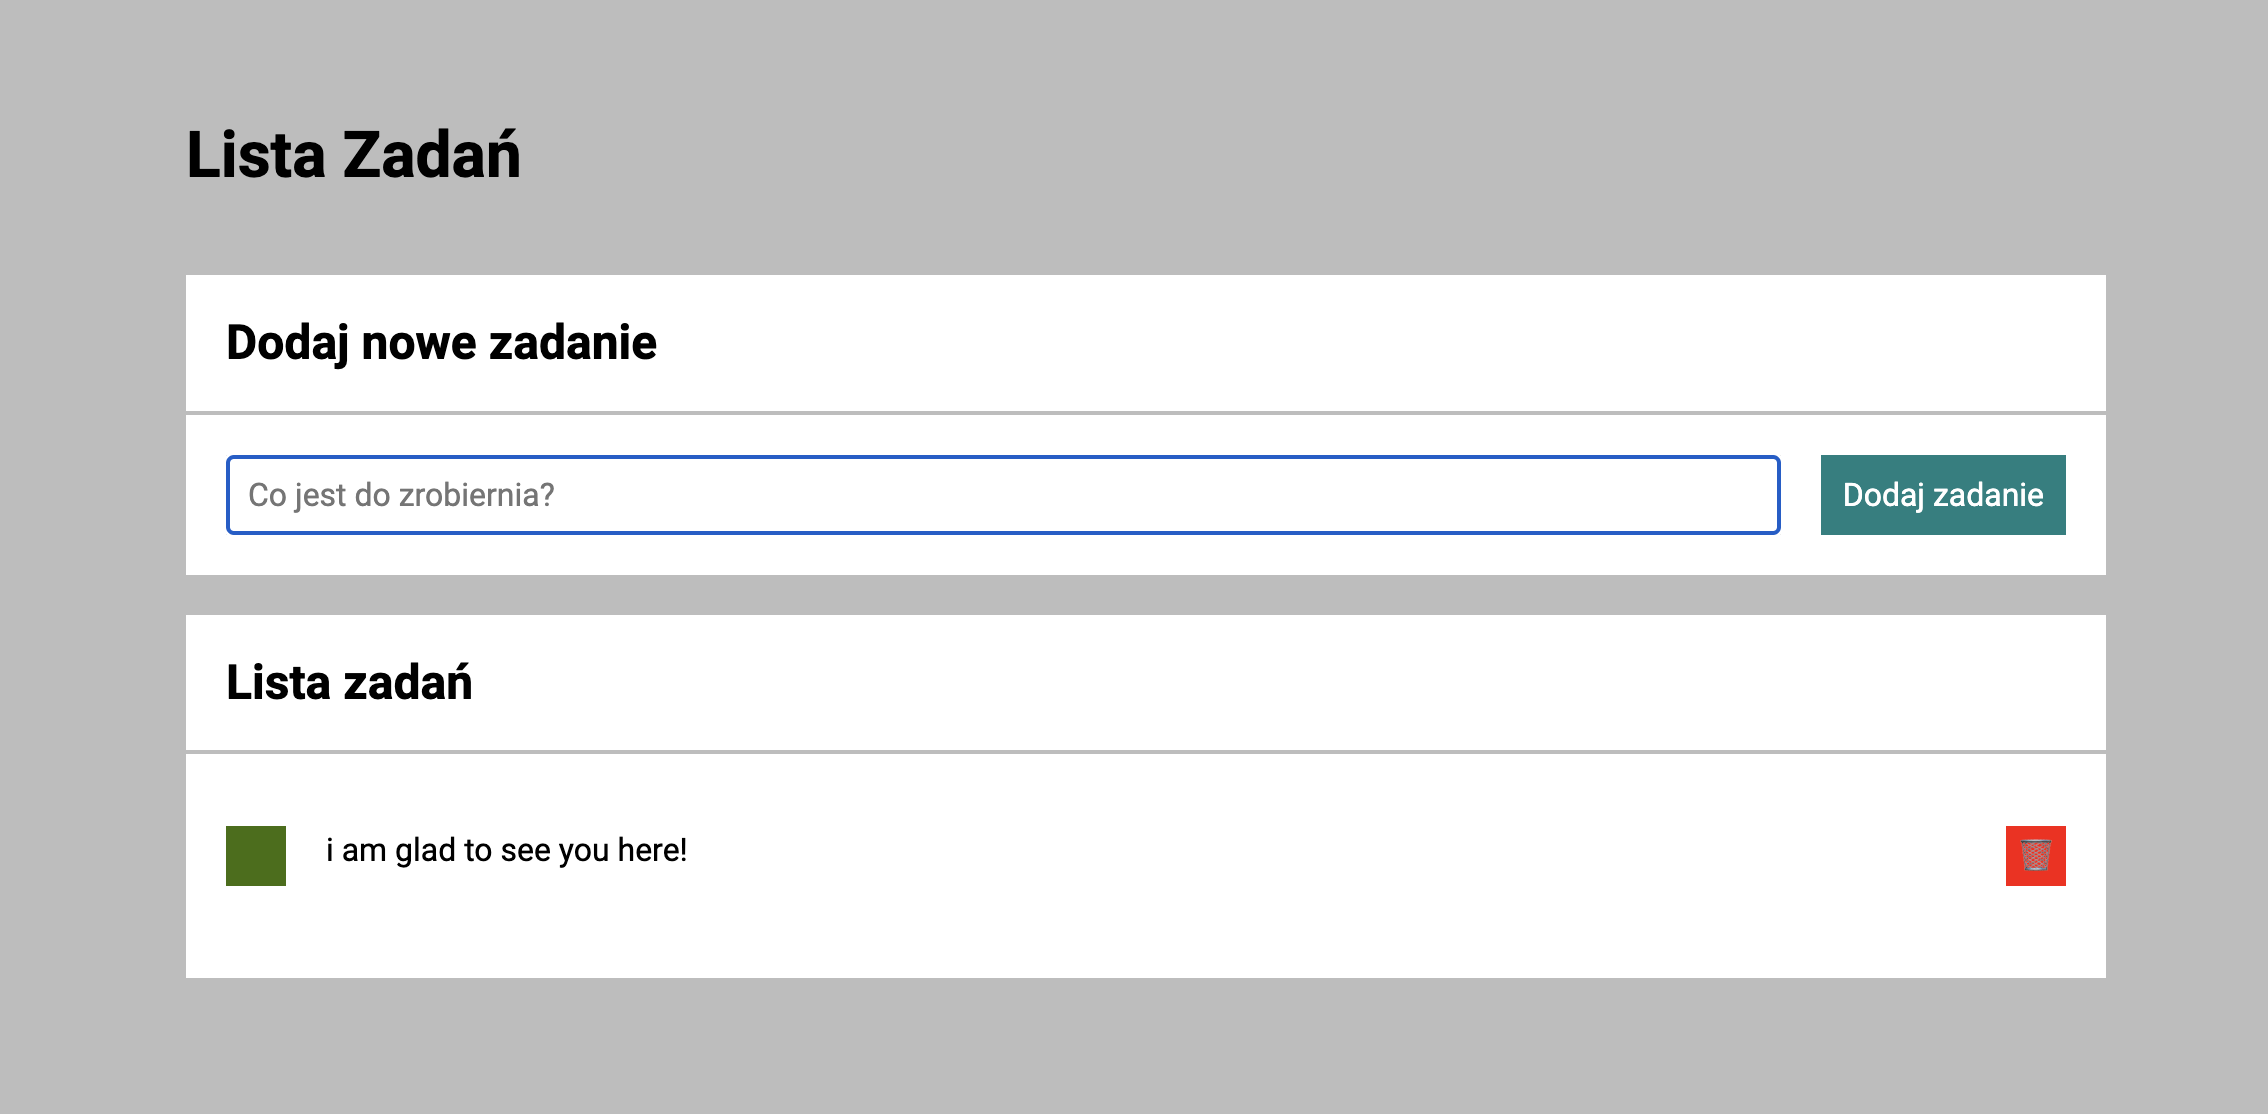 Lista Zadań
Dodaj nowe zadanie
Co jest do zrobiernia?
Dodaj zadanie
Lista zadań
i am glad to see you here!